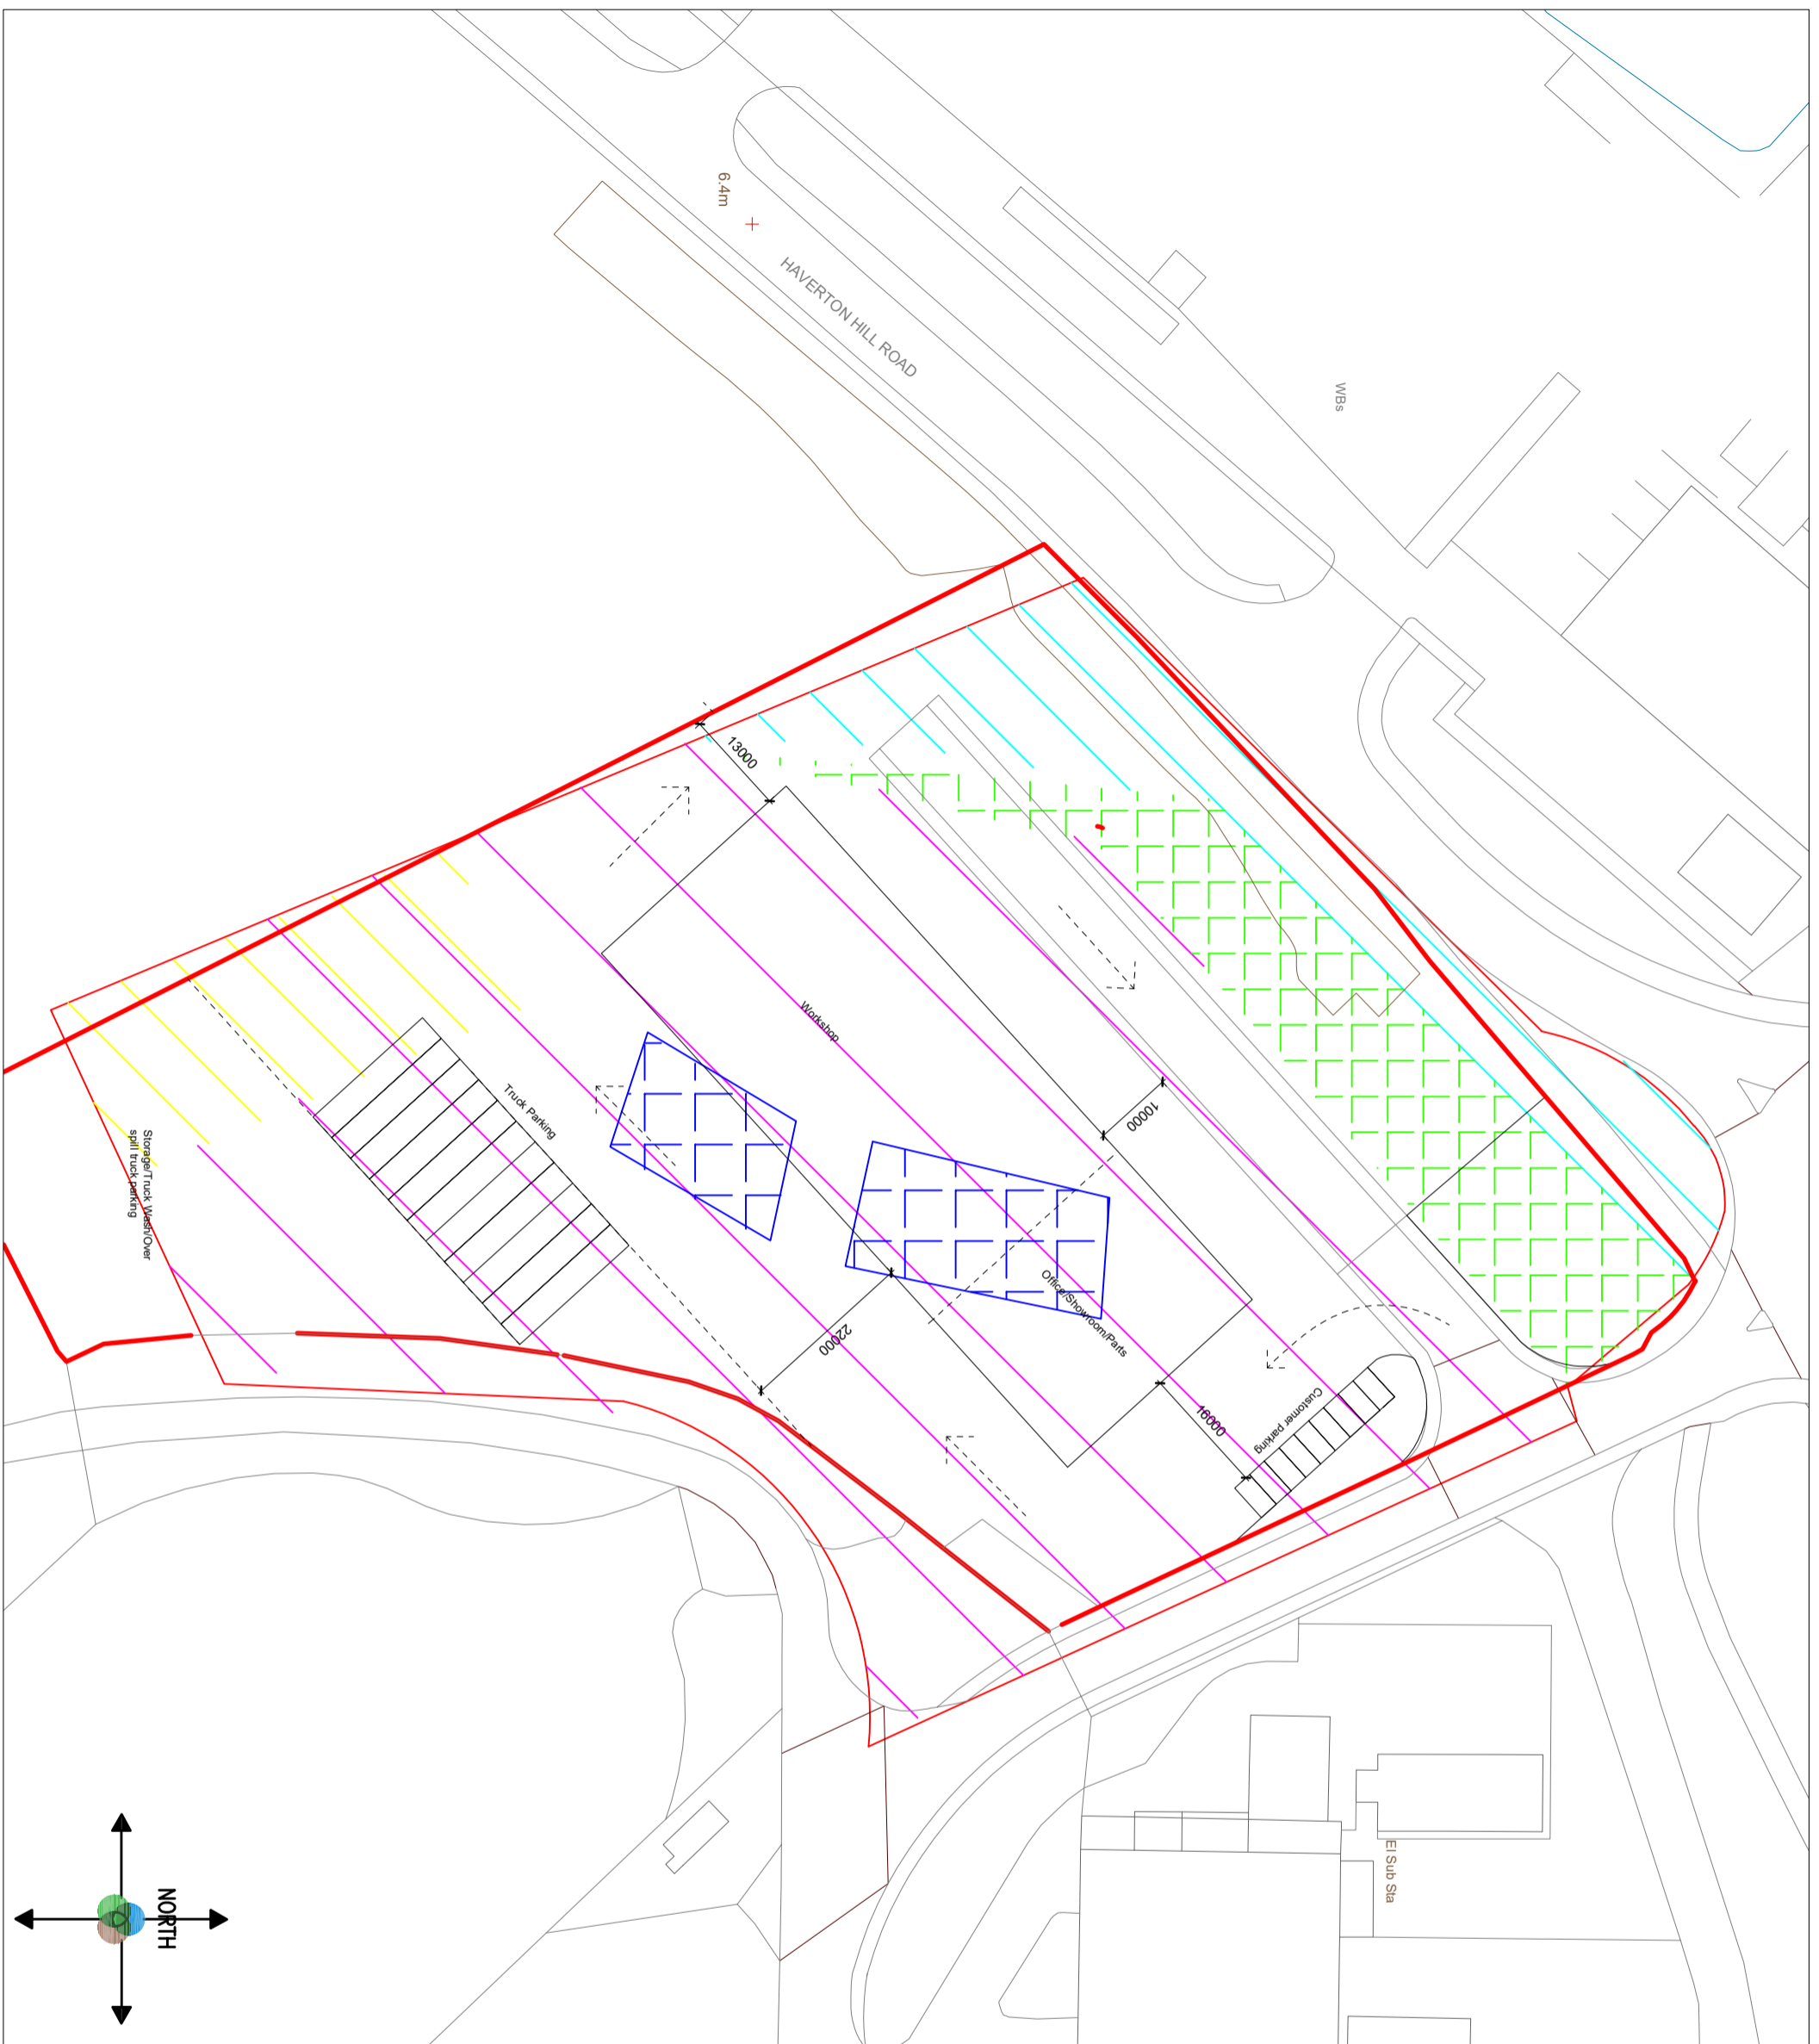 6.4m
HAVERTON HILL ROAD
WBs
13000
Workshop
10000
Truck Parking
Storage/Truck Wash/Over
spill truck parking
Office/Showroom/Parts
22000
Customer parking
16000
El Sub Sta
NORTH